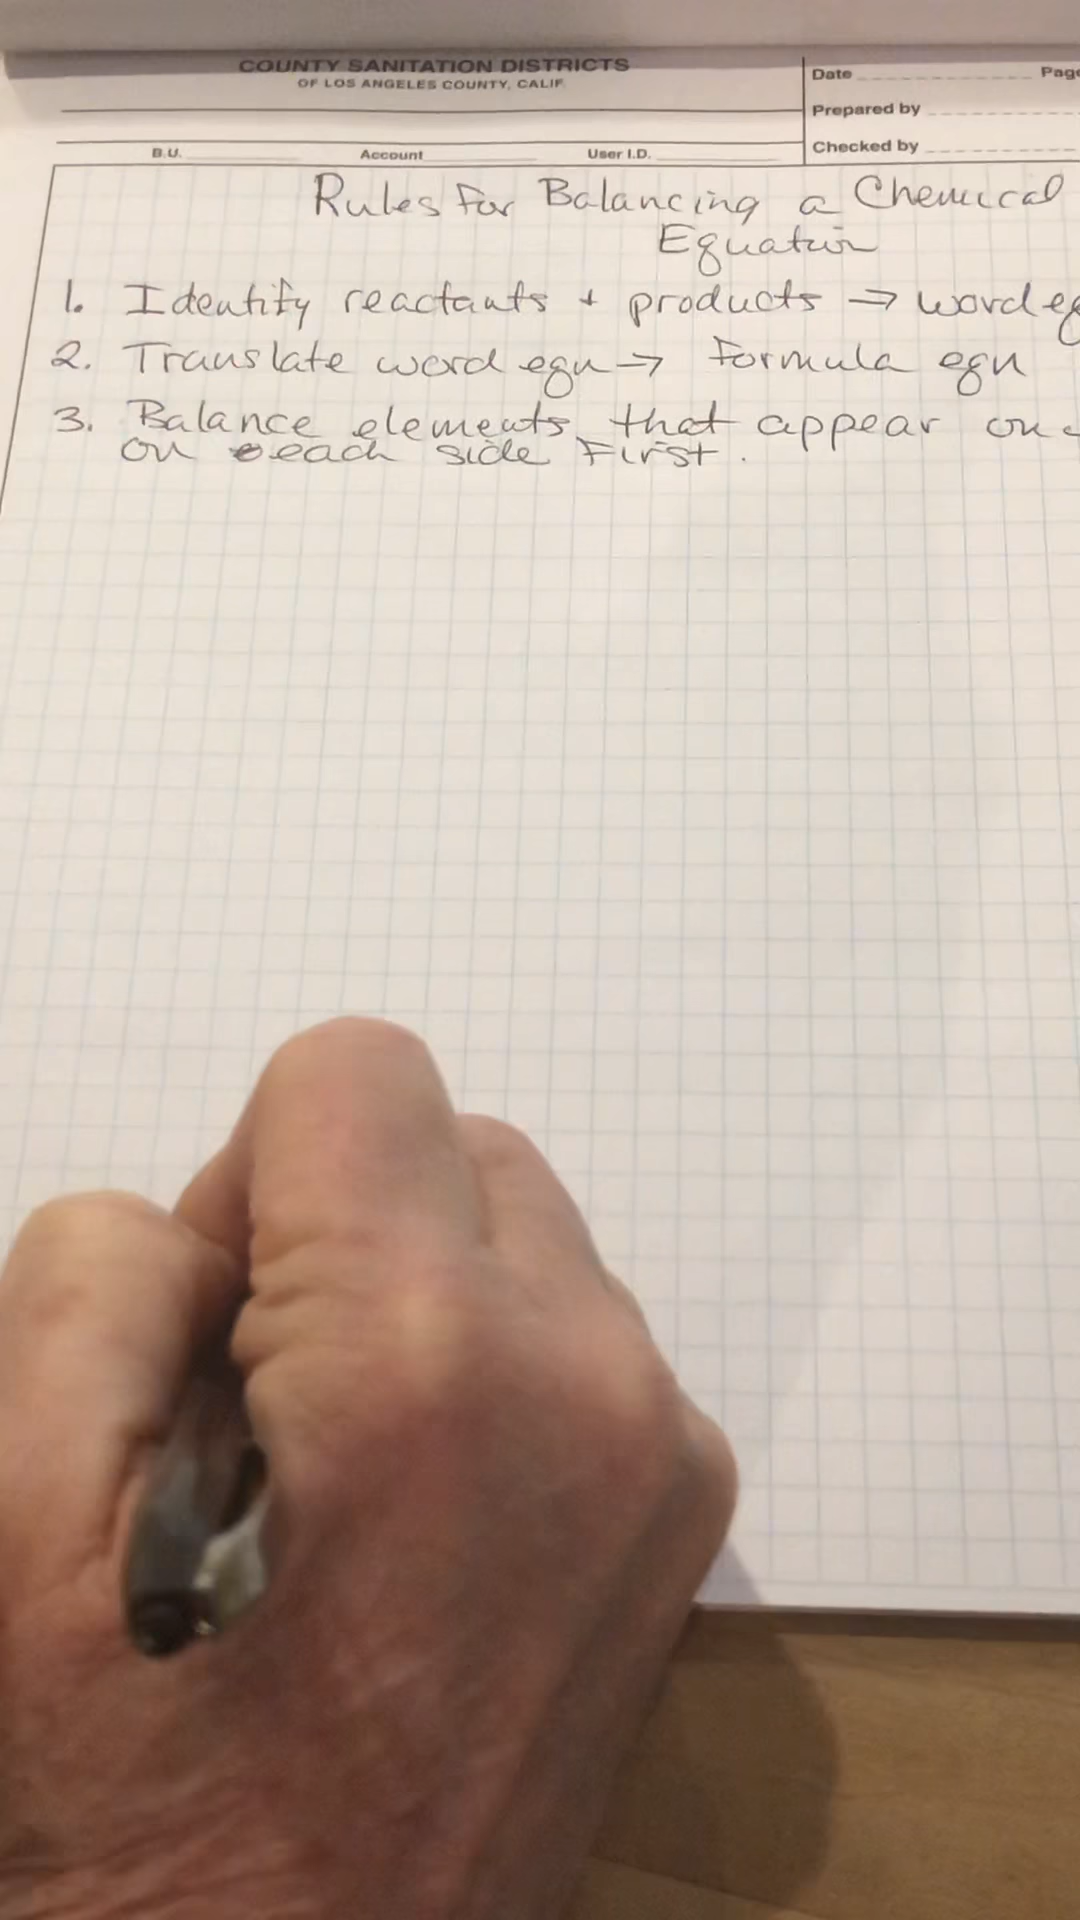 COUNTY SANITATION DISTRICTS
OF LOS ANGELES COUNTY, CALIF.
Date
Page
Prepared by
Checked by
B.U. Account User I.D.
Rules for Balancing a Chemical
Equation
1. Identify reactants + products → word eq
2. Translate word eqn → Formula eqn
3. Balance elements that appear
on each side First.